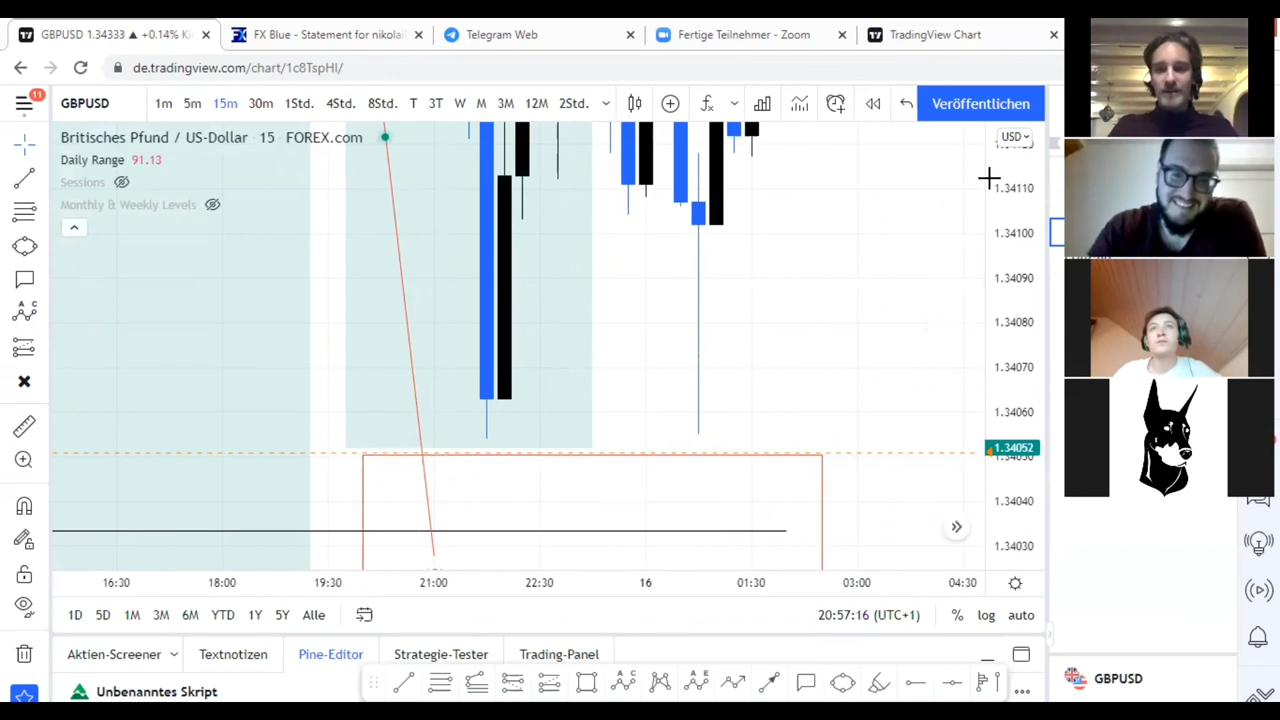 GBPUSD 1.34333 ▲ +0.14%
FX Blue - Statement for nikolai
Telegram Web
Fertige Teilnehmer - Zoom
TradingView Chart
de.tradingview.com/chart/1c8TspHI/
11
GBPUSD
1m 5m 15m 30m 1Std. 4Std. 8Std. T 3T W M 3M 12M 2Std.
Veröffentlichen
Britisches Pfund / US-Dollar · 15 · FOREX.com
USD
Daily Range 91.13
Sessions
Monthly & Weekly Levels
1.34110
1.34100
1.34090
1.34080
1.34070
1.34060
1.34052
1.34040
1.34030
16:30 18:00 19:30 21:00 22:30 16 01:30 03:00 04:30
1D 5D 1M 3M 6M YTD 1Y 5Y Alle
20:57:16 (UTC+1) % log auto
Aktien-Screener Textnotizen Pine-Editor Strategie-Tester Trading-Panel
Unbenanntes Skript
GBPUSD